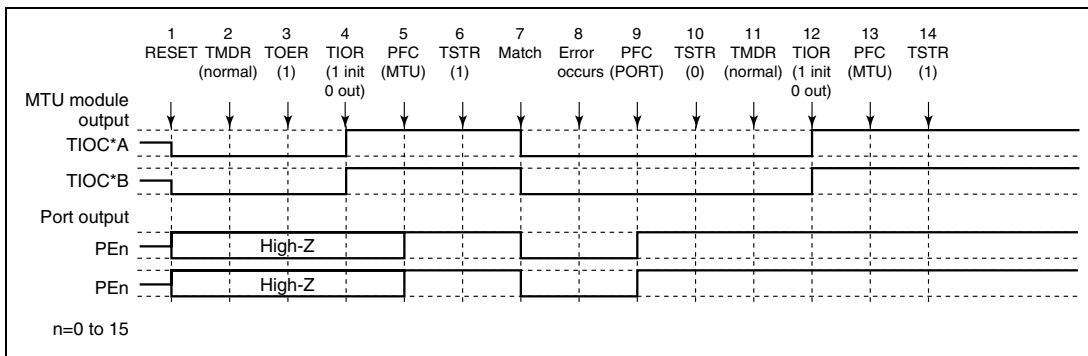 1 2 3 4 5 6 7 8 9 10 11 12 13 14
RESET TMDR TOER TIOR PFC TSTR Match Error PFC TSTR TMDR TIOR PFC TSTR
(normal) (1) (1 init (MTU) (1) occurs (PORT) (0) (normal) (1 init (MTU) (1)
0 out) 0 out)
MTU module
output
TIOC*A
TIOC*B
Port output
PEn High-Z
PEn High-Z
n=0 to 15